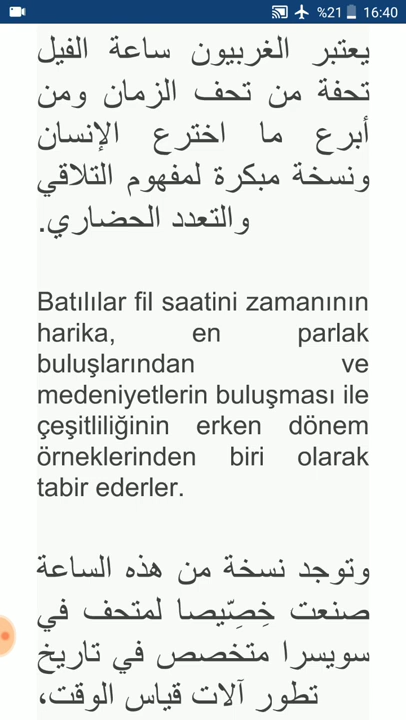 %21 16:40
يعتبر الغربيون ساعة الفيل
تحفة من تحف الزمان ومن
أبرع ما اخترع الإنسان
ونسخة مبكرة لمفهوم التلاقي
والتعدد الحضاري.
Batılılar fil saatini zamanının
harika, en parlak
buluşlarından ve
medeniyetlerin buluşması ile
çeşitliliğinin erken dönem
örneklerinden biri olarak
tabir ederler.
وتوجد نسخة من هذه الساعة
صنعت خِصِّيصا لمتحف في
سويسرا متخصص في تاريخ
تطور آلات قياس الوقت،